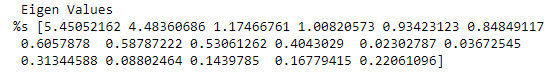 Eigen Values
%s [5.45052162 4.48360686 1.17466761 1.00820573 0.93423123 0.84849117
0.6057878 0.58787222 0.53061262 0.4043029 0.02302787 0.03672545
0.31344588 0.08802464 0.1439785 0.16779415 0.22061096]